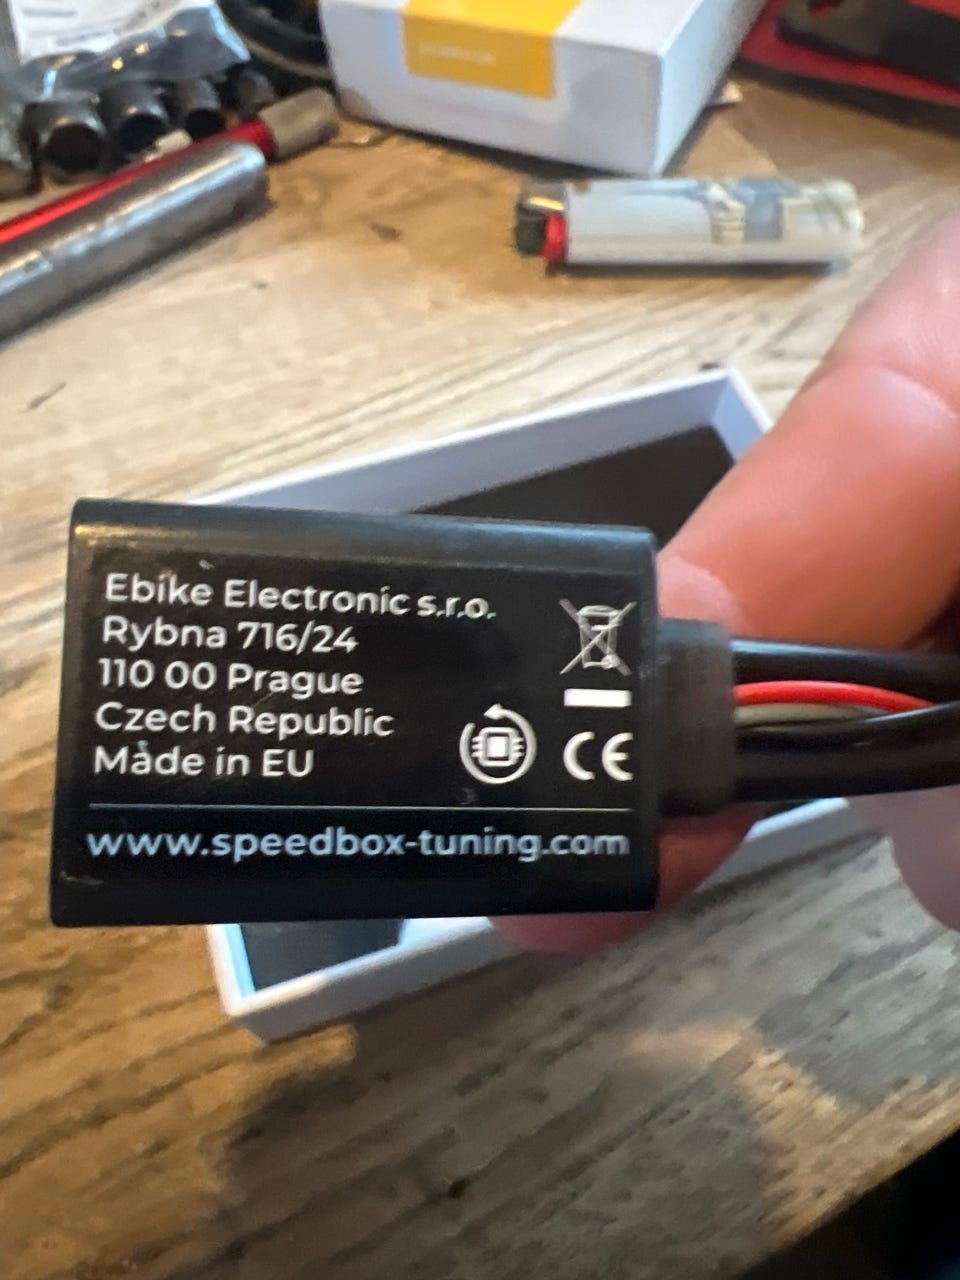 Ebike Electronic s.r.o.
Rybna 716/24
110 00 Prague
Czech Republic
Made in EU
CE
www.speedbox-tuning.com